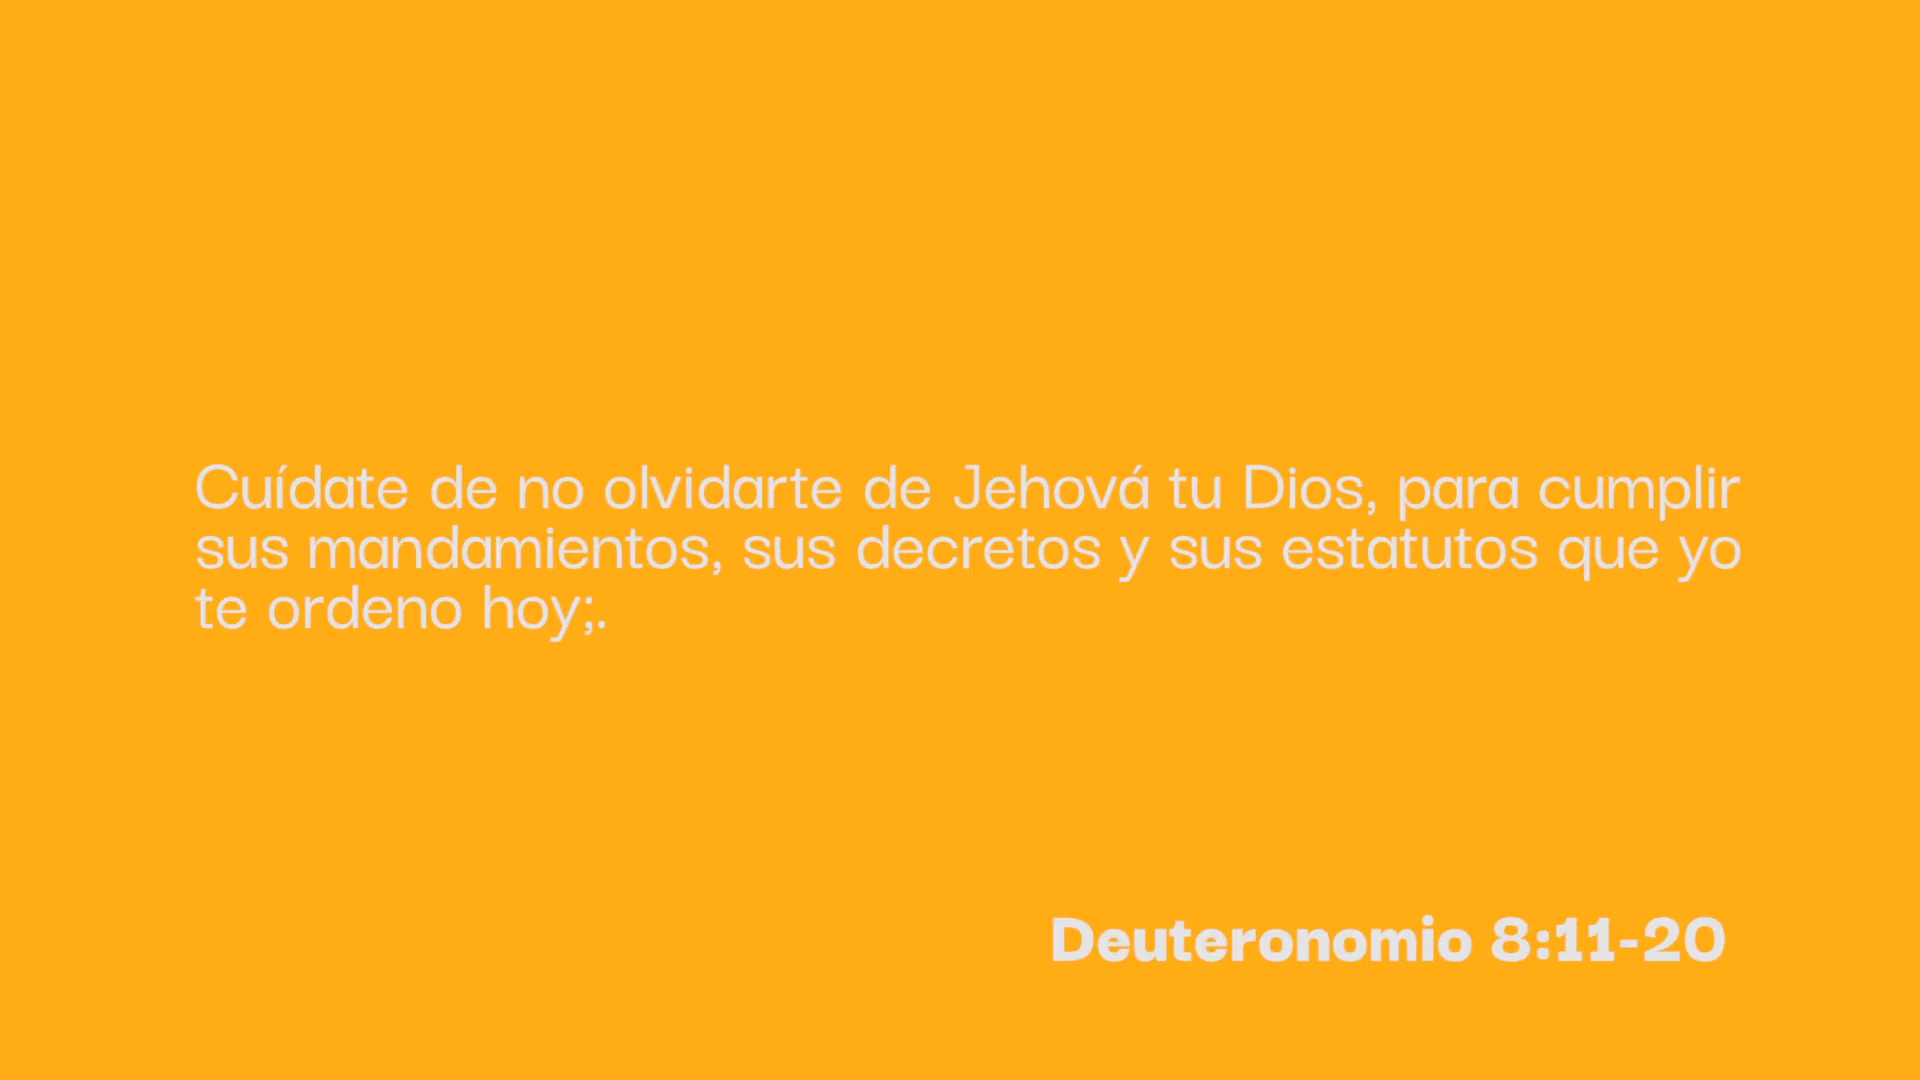 Cuídate de no olvidarte de Jehová tu Dios, para cumplir
sus mandamientos, sus decretos y sus estatutos que yo
te ordeno hoy;.
Deuteronomio 8:11-20